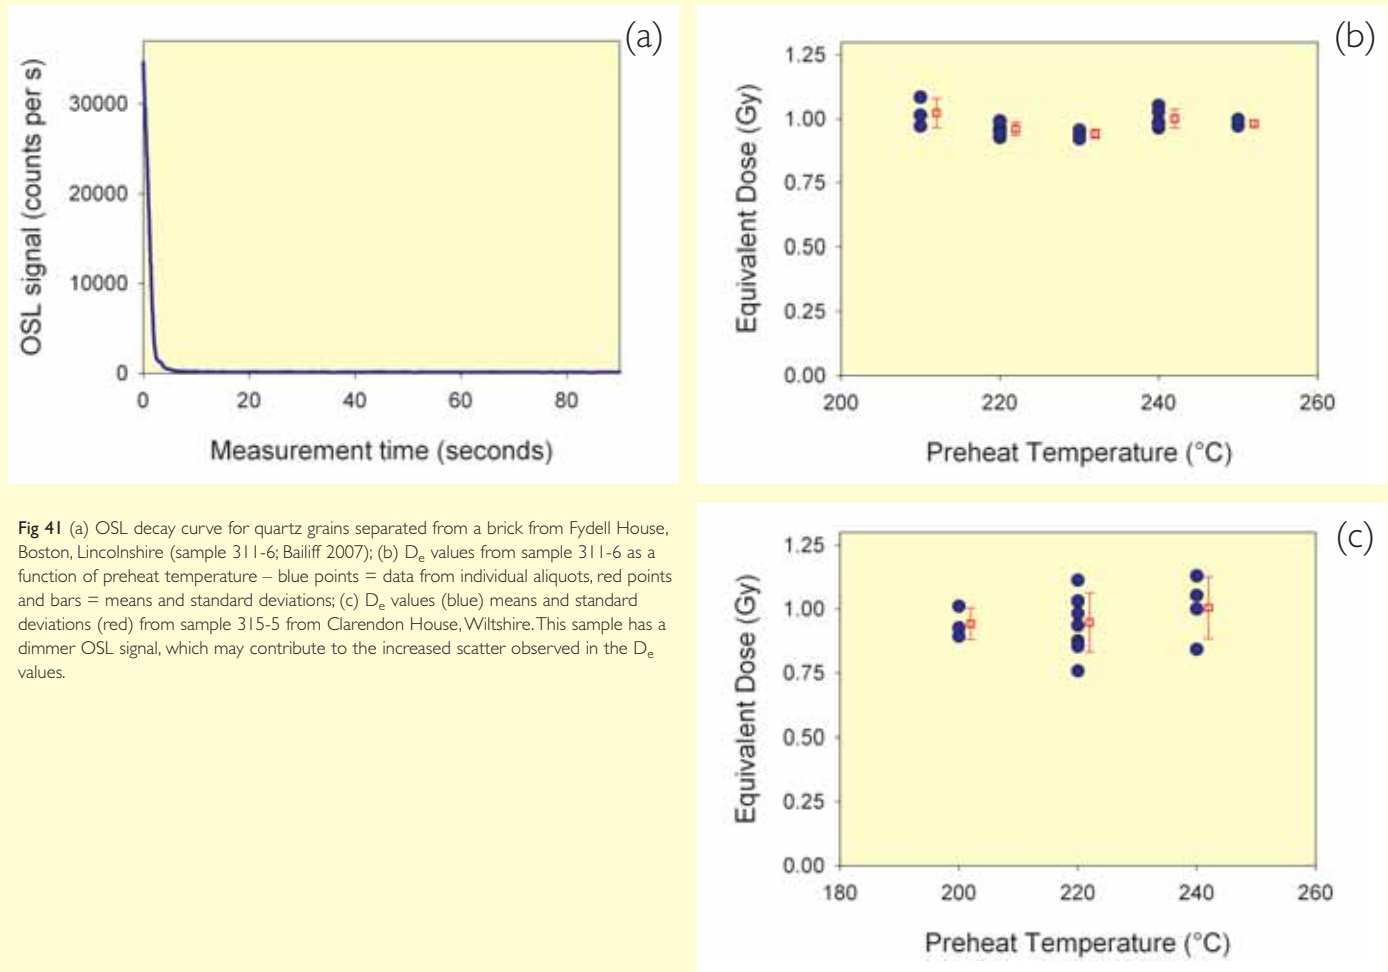 (a)
OSL signal (counts per s)
30000
20000
10000
0
0 20 40 60 80
Measurement time (seconds)
(b)
Equivalent Dose (Gy)
1.25
1.00
0.75
0.50
0.25
0.00
200 220 240 260
Preheat Temperature (°C)
Fig 41 (a) OSL decay curve for quartz grains separated from a brick from Fydell House,
Boston, Lincolnshire (sample 311-6; Bailiff 2007); (b) De values from sample 311-6 as a
function of preheat temperature – blue points = data from individual aliquots, red points
and bars = means and standard deviations; (c) De values (blue) means and standard
deviations (red) from sample 315-5 from Clarendon House, Wiltshire. This sample has a
dimmer OSL signal, which may contribute to the increased scatter observed in the De
values.
(c)
Equivalent Dose (Gy)
1.25
1.00
0.75
0.50
0.25
0.00
180 200 220 240 260
Preheat Temperature (°C)